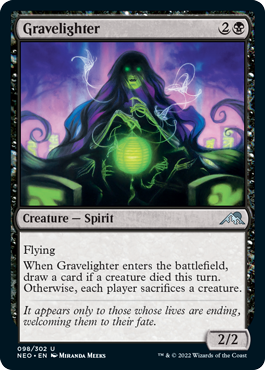 Gravelighter 2
Creature — Spirit
Flying
When Gravelighter enters the battlefield,
draw a card if a creature died this turn.
Otherwise, each player sacrifices a creature.
It appears only to those whose lives are ending,
welcoming them to their fate.
2/2
098/302 U
NEO • EN MIRANDA MEEKS
™ & © 2022 Wizards of the Coast